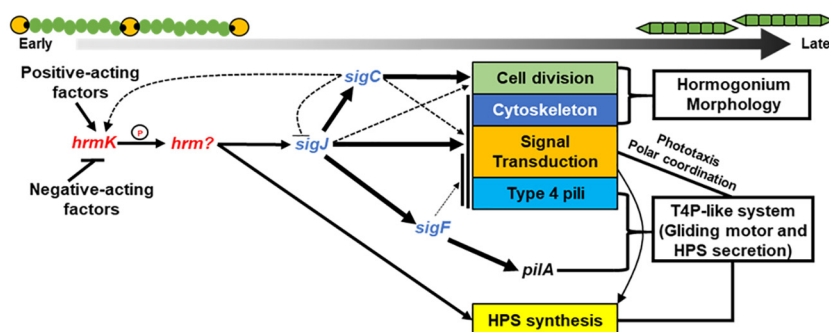 Early
Late
Positive-acting
factors
sigC
Cell division
Hormogonium
Morphology
Cytoskeleton
hrmK
P
hrm?
sigJ
Signal
Transduction
Phototaxis
Polar coordination
Negative-acting
factors
Type 4 pili
T4P-like system
(Gliding motor and
HPS secretion)
sigF
pilA
HPS synthesis